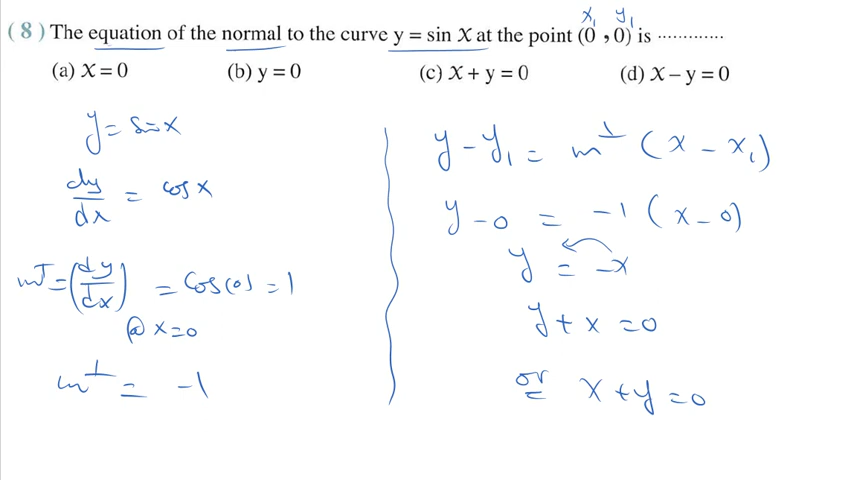 (8) The equation of the normal to the curve y = sin X at the point (0 , 0) is .............
x₁ y₁
(a) X = 0 (b) y = 0 (c) X + y = 0 (d) X − y = 0
y = sin x
dy/dx = cos x
m^T = (dy/dx) = cos(0) = 1
@ x = 0
m^⊥ = −1
y − y₁ = m^⊥ (x − x₁)
y − 0 = −1 (x − 0)
y = −x
y + x = 0
or x + y = 0